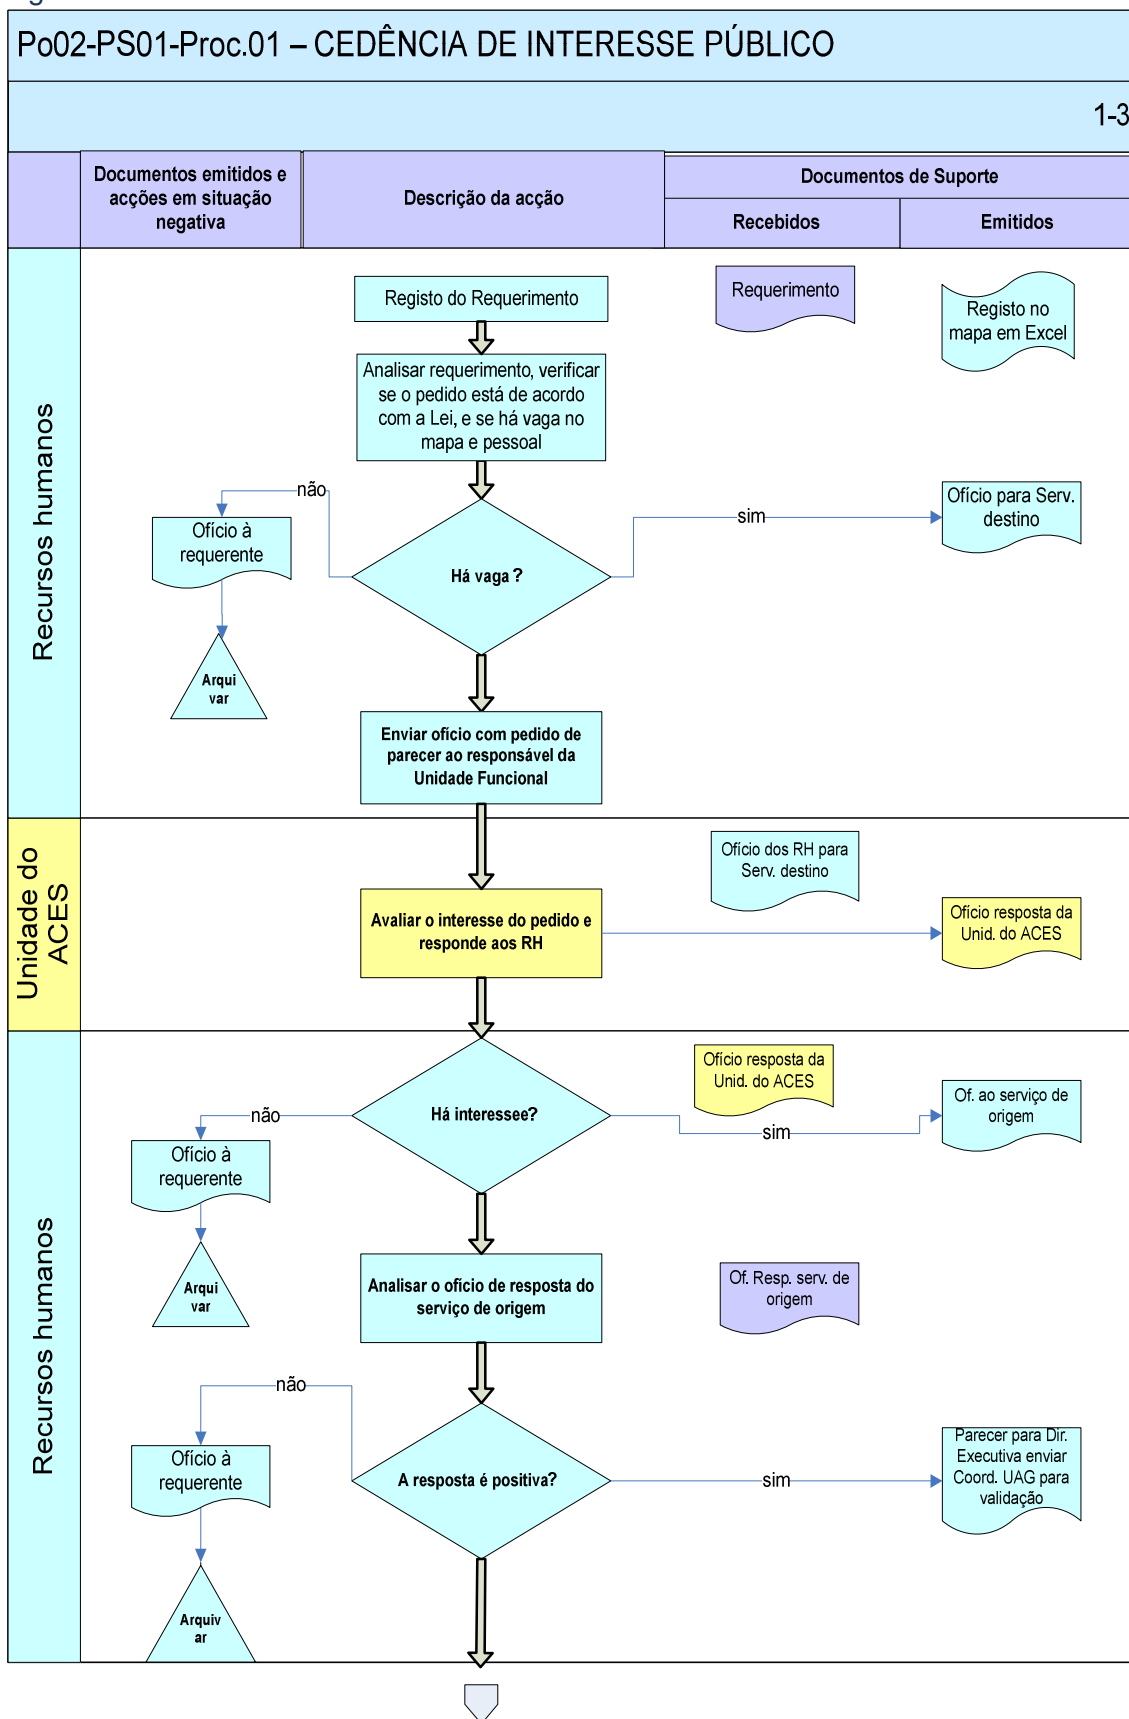 Po02-PS01-Proc.01 – CEDÊNCIA DE INTERESSE PÚBLICO
1-3
Documentos emitidos e
acções em situação
negativa
Descrição da acção
Documentos de Suporte
Recebidos
Emitidos
Recursos humanos
Registo do Requerimento
Requerimento
Registo no
mapa em Excel
Analisar requerimento, verificar
se o pedido está de acordo
com a Lei, e se há vaga no
mapa e pessoal
não
sim
Ofício à
requerente
Ofício para Serv.
destino
Há vaga ?
Arqui
var
Enviar ofício com pedido de
parecer ao responsável da
Unidade Funcional
Unidade do
ACES
Ofício dos RH para
Serv. destino
Avaliar o interesse do pedido e
responde aos RH
Ofício resposta da
Unid. do ACES
Recursos humanos
Ofício resposta da
Unid. do ACES
Há interessee?
não
sim
Of. ao serviço de
origem
Ofício à
requerente
Arqui
var
Analisar o ofício de resposta do
serviço de origem
Of. Resp. serv. de
origem
não
A resposta é positiva?
sim
Ofício à
requerente
Parecer para Dir.
Executiva enviar
Coord. UAG para
validação
Arquiv
ar